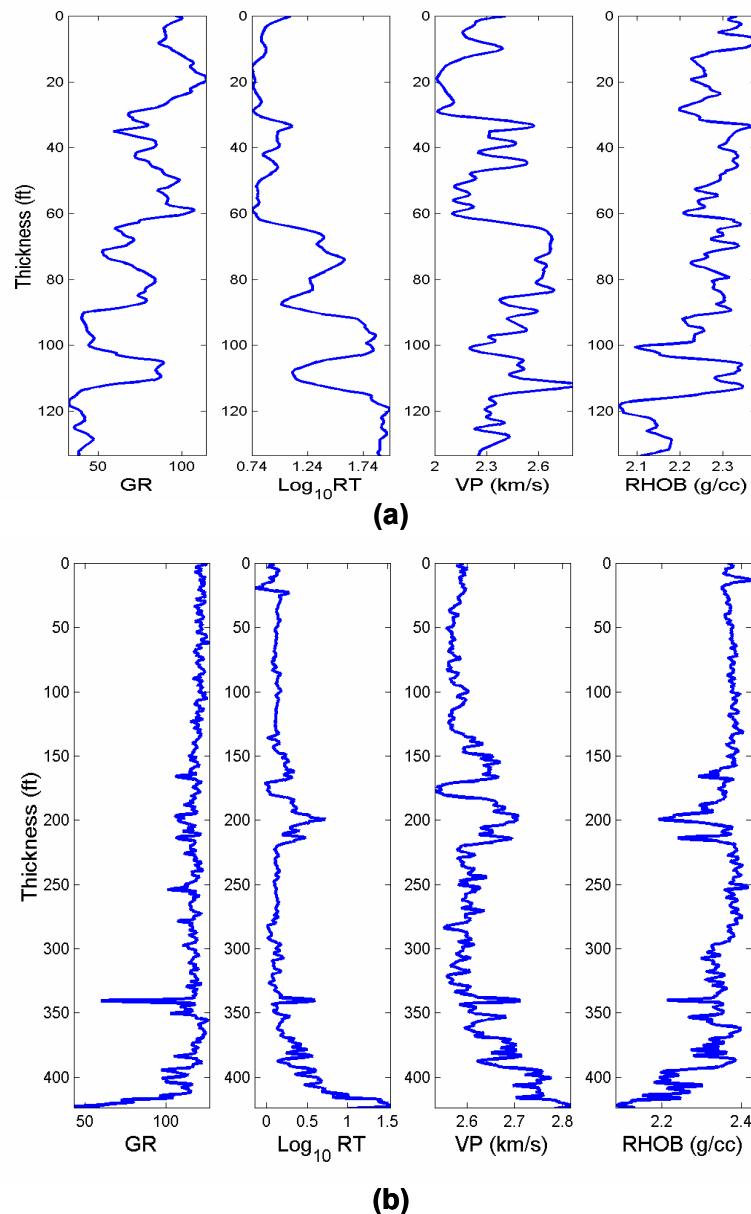 0
20
40
60
80
100
120
Thickness (ft)
50 100
0.74 1.24 1.74
2 2.3 2.6
2.1 2.2 2.3
GR
Log10RT
VP (km/s)
RHOB (g/cc)
(a)
0
50
100
150
200
250
300
350
400
Thickness (ft)
50 100
0 0.5 1 1.5
2.6 2.7 2.8
2.2 2.4
GR
Log10 RT
VP (km/s)
RHOB (g/cc)
(b)